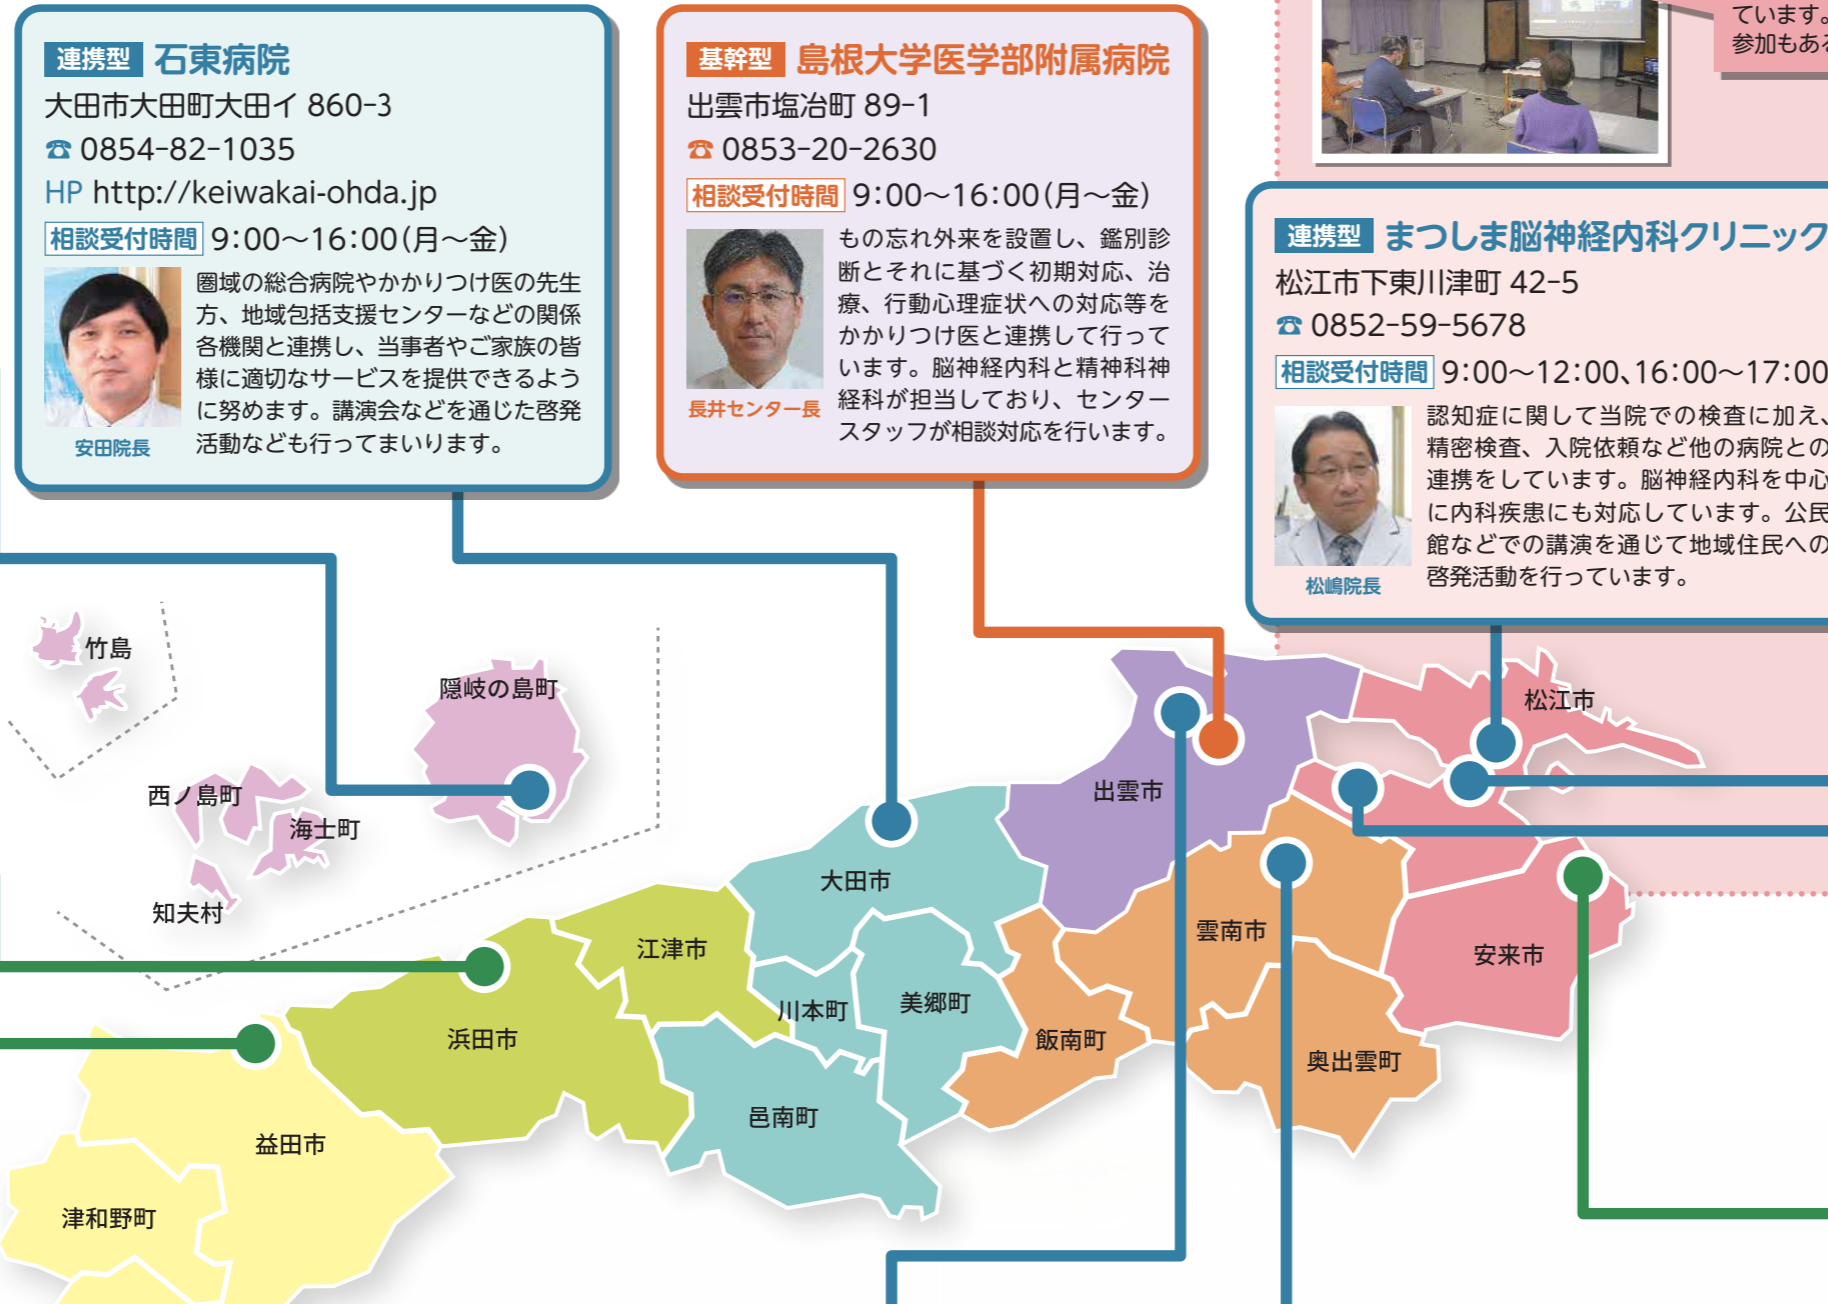 連携型 石東病院
大田市大田町大田イ 860-3
☎ 0854-82-1035
HP http://keiwakai-ohda.jp
相談受付時間 9:00～16:00(月～金)
圏域の総合病院やかかりつけ医の先生
方、地域包括支援センターなどの関係
各機関と連携し、当事者やご家族の皆
様に適切なサービスを提供できるよう
に努めます。講演会などを通じた啓発
活動なども行ってまいります。
安田院長
基幹型 島根大学医学部附属病院
出雲市塩冶町 89-1
☎ 0853-20-2630
相談受付時間 9:00～16:00(月～金)
もの忘れ外来を設置し、鑑別診
断とそれに基づく初期対応、治
療、行動心理症状への対応等を
かかりつけ医と連携して行って
います。脳神経内科と精神科神
経科が担当しており、センター
スタッフが相談対応を行います。
長井センター長
ています。
参加もある
連携型 まつしま脳神経内科クリニック
松江市下東川津町 42-5
☎ 0852-59-5678
相談受付時間 9:00～12:00、16:00～17:00
認知症に関して当院での検査に加え、
精密検査、入院依頼など他の病院との
連携をしています。脳神経内科を中心
に内科疾患にも対応しています。公民
館などでの講演を通じて地域住民への
啓発活動を行っています。
松嶋院長
竹島
隠岐の島町
西ノ島町
海士町
知夫村
松江市
出雲市
大田市
雲南市
江津市
安来市
川本町
美郷町
飯南町
浜田市
奥出雲町
邑南町
益田市
津和野町